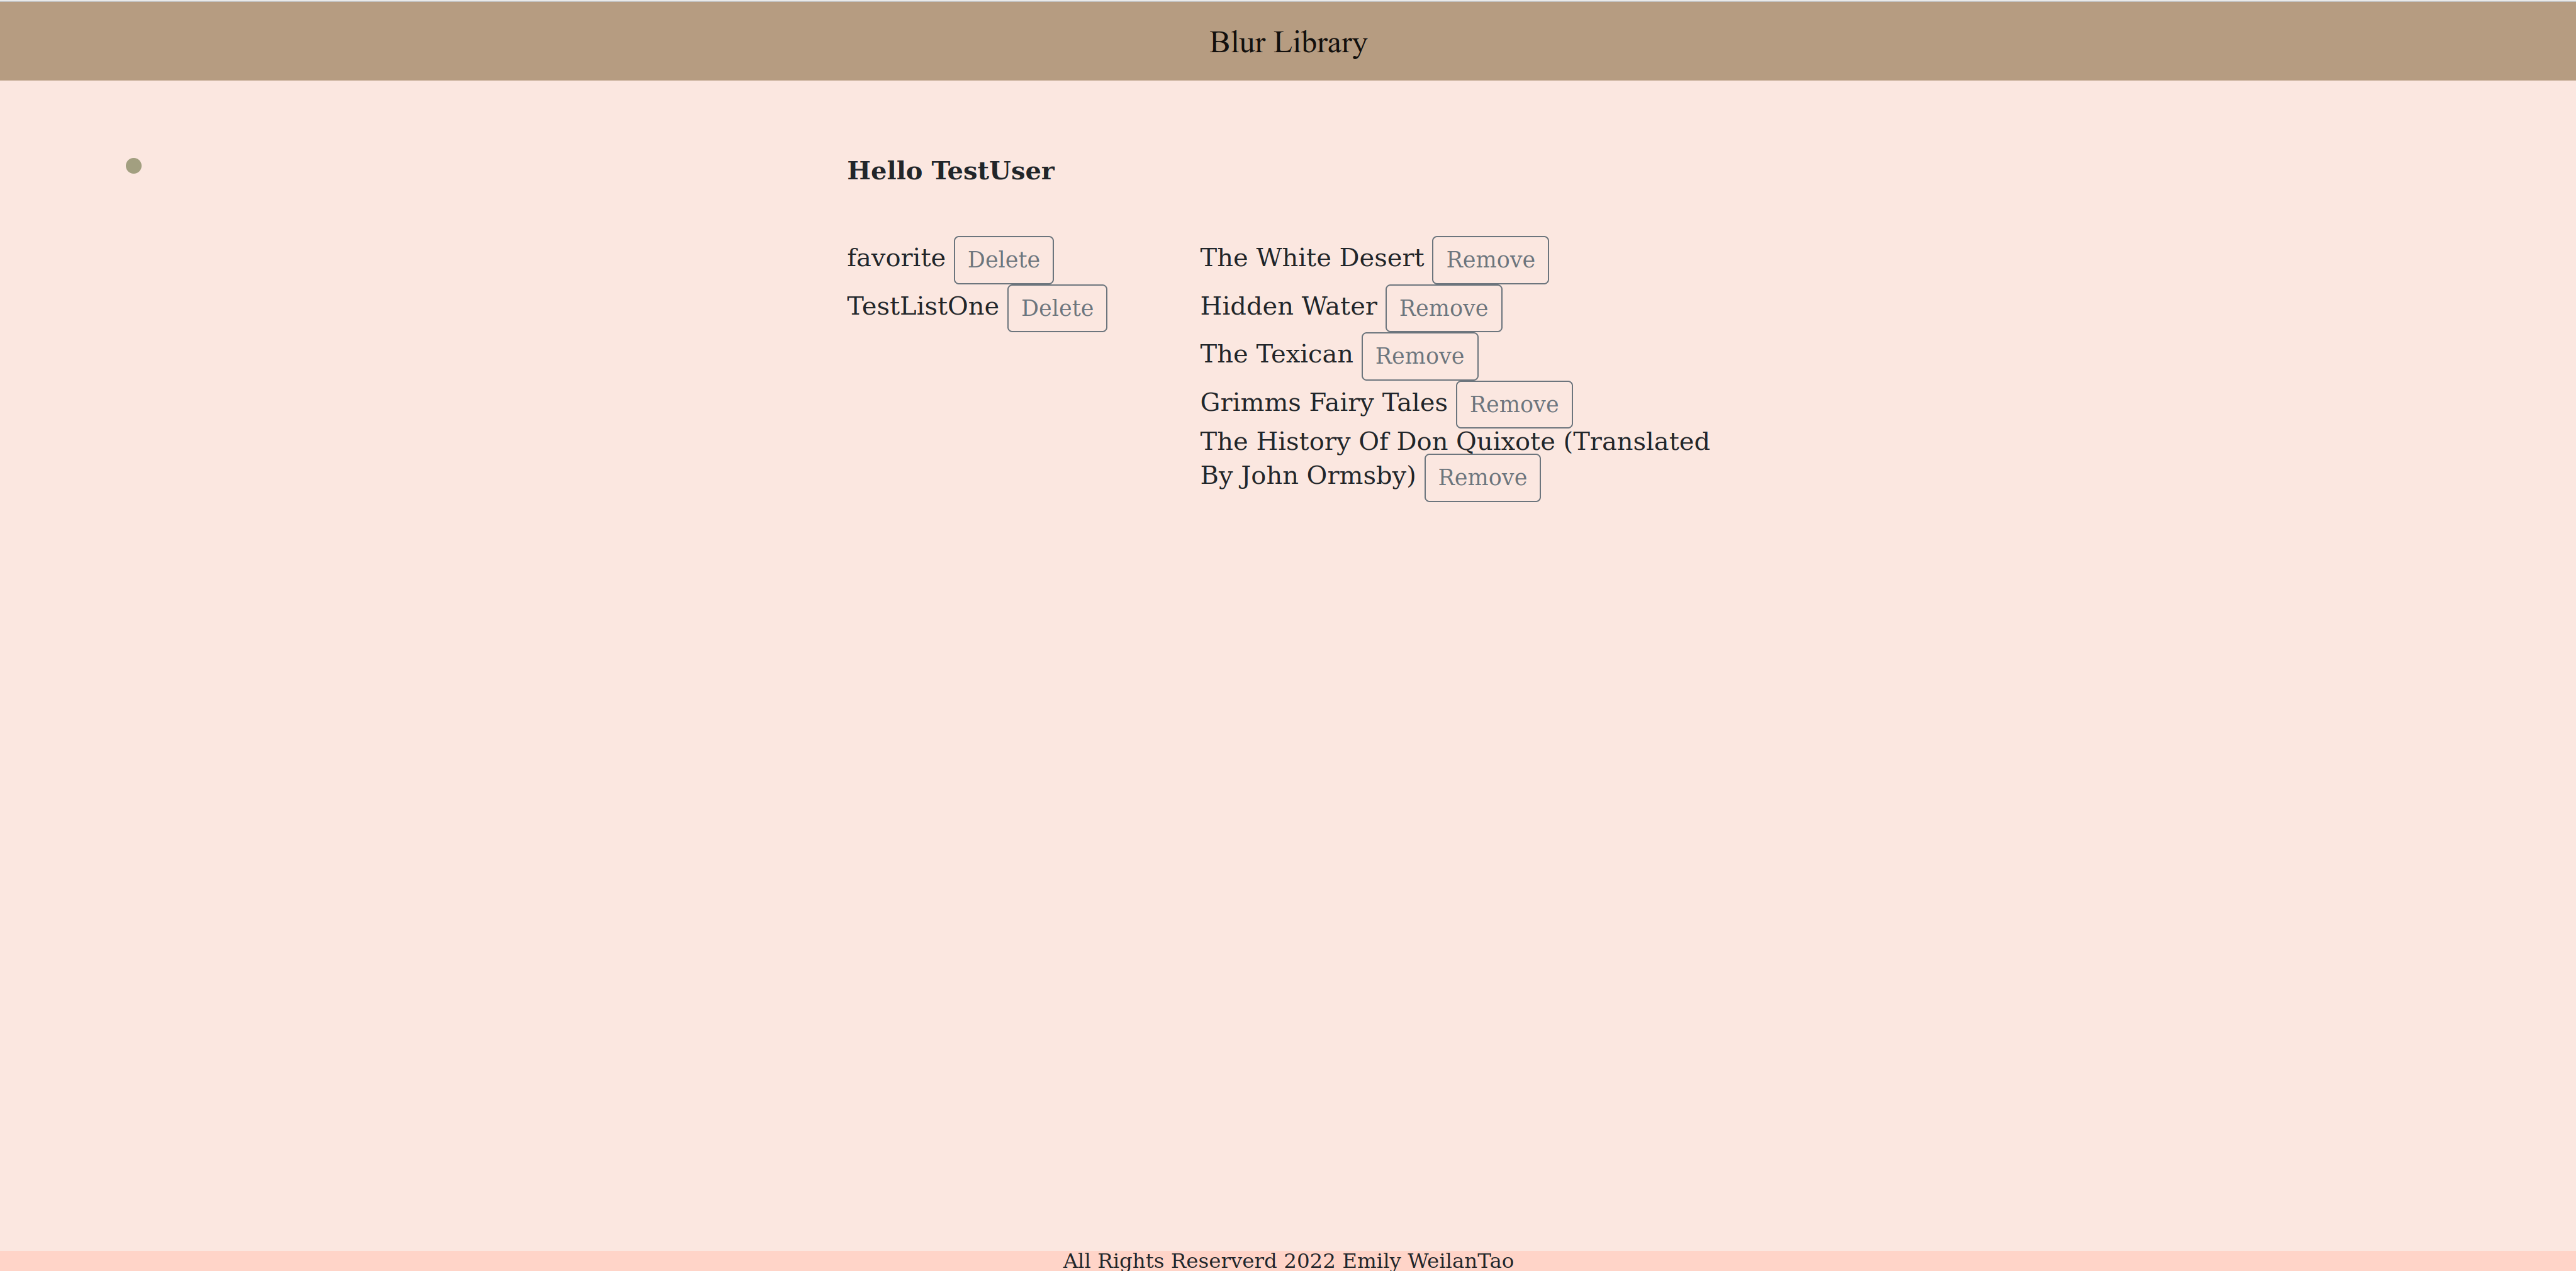 Blur Library
Hello TestUser
favorite Delete
TestListOne Delete
The White Desert Remove
Hidden Water Remove
The Texican Remove
Grimms Fairy Tales Remove
The History Of Don Quixote (Translated
By John Ormsby) Remove
All Rights Reserverd 2022 Emily WeilanTao